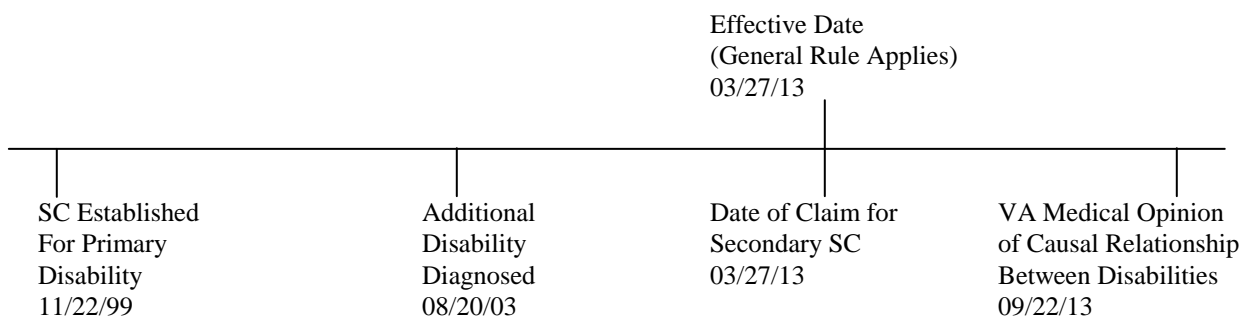 Effective Date
(General Rule Applies)
03/27/13
SC Established
For Primary
Disability
11/22/99
Additional
Disability
Diagnosed
08/20/03
Date of Claim for
Secondary SC
03/27/13
VA Medical Opinion
of Causal Relationship
Between Disabilities
09/22/13